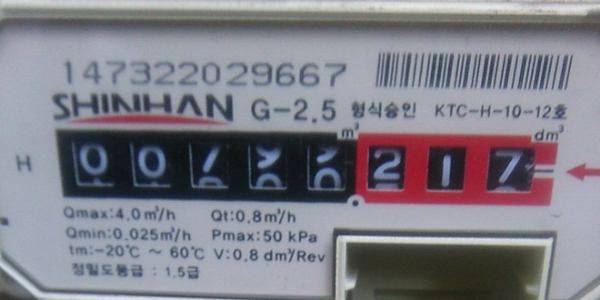 147322029667
SHINHAN G-2.5 형식승인 KTC-H-10-12호
m³ dm³
H 0 0 7 2 1 7
Qmax:4.0m³/h Qt:0.8m³/h
Qmin:0.025m³/h Pmax:50 kPa
tm:-20℃ ~ 60℃ V:0.8 dm³/Rev
정밀도등급 : 1.5급